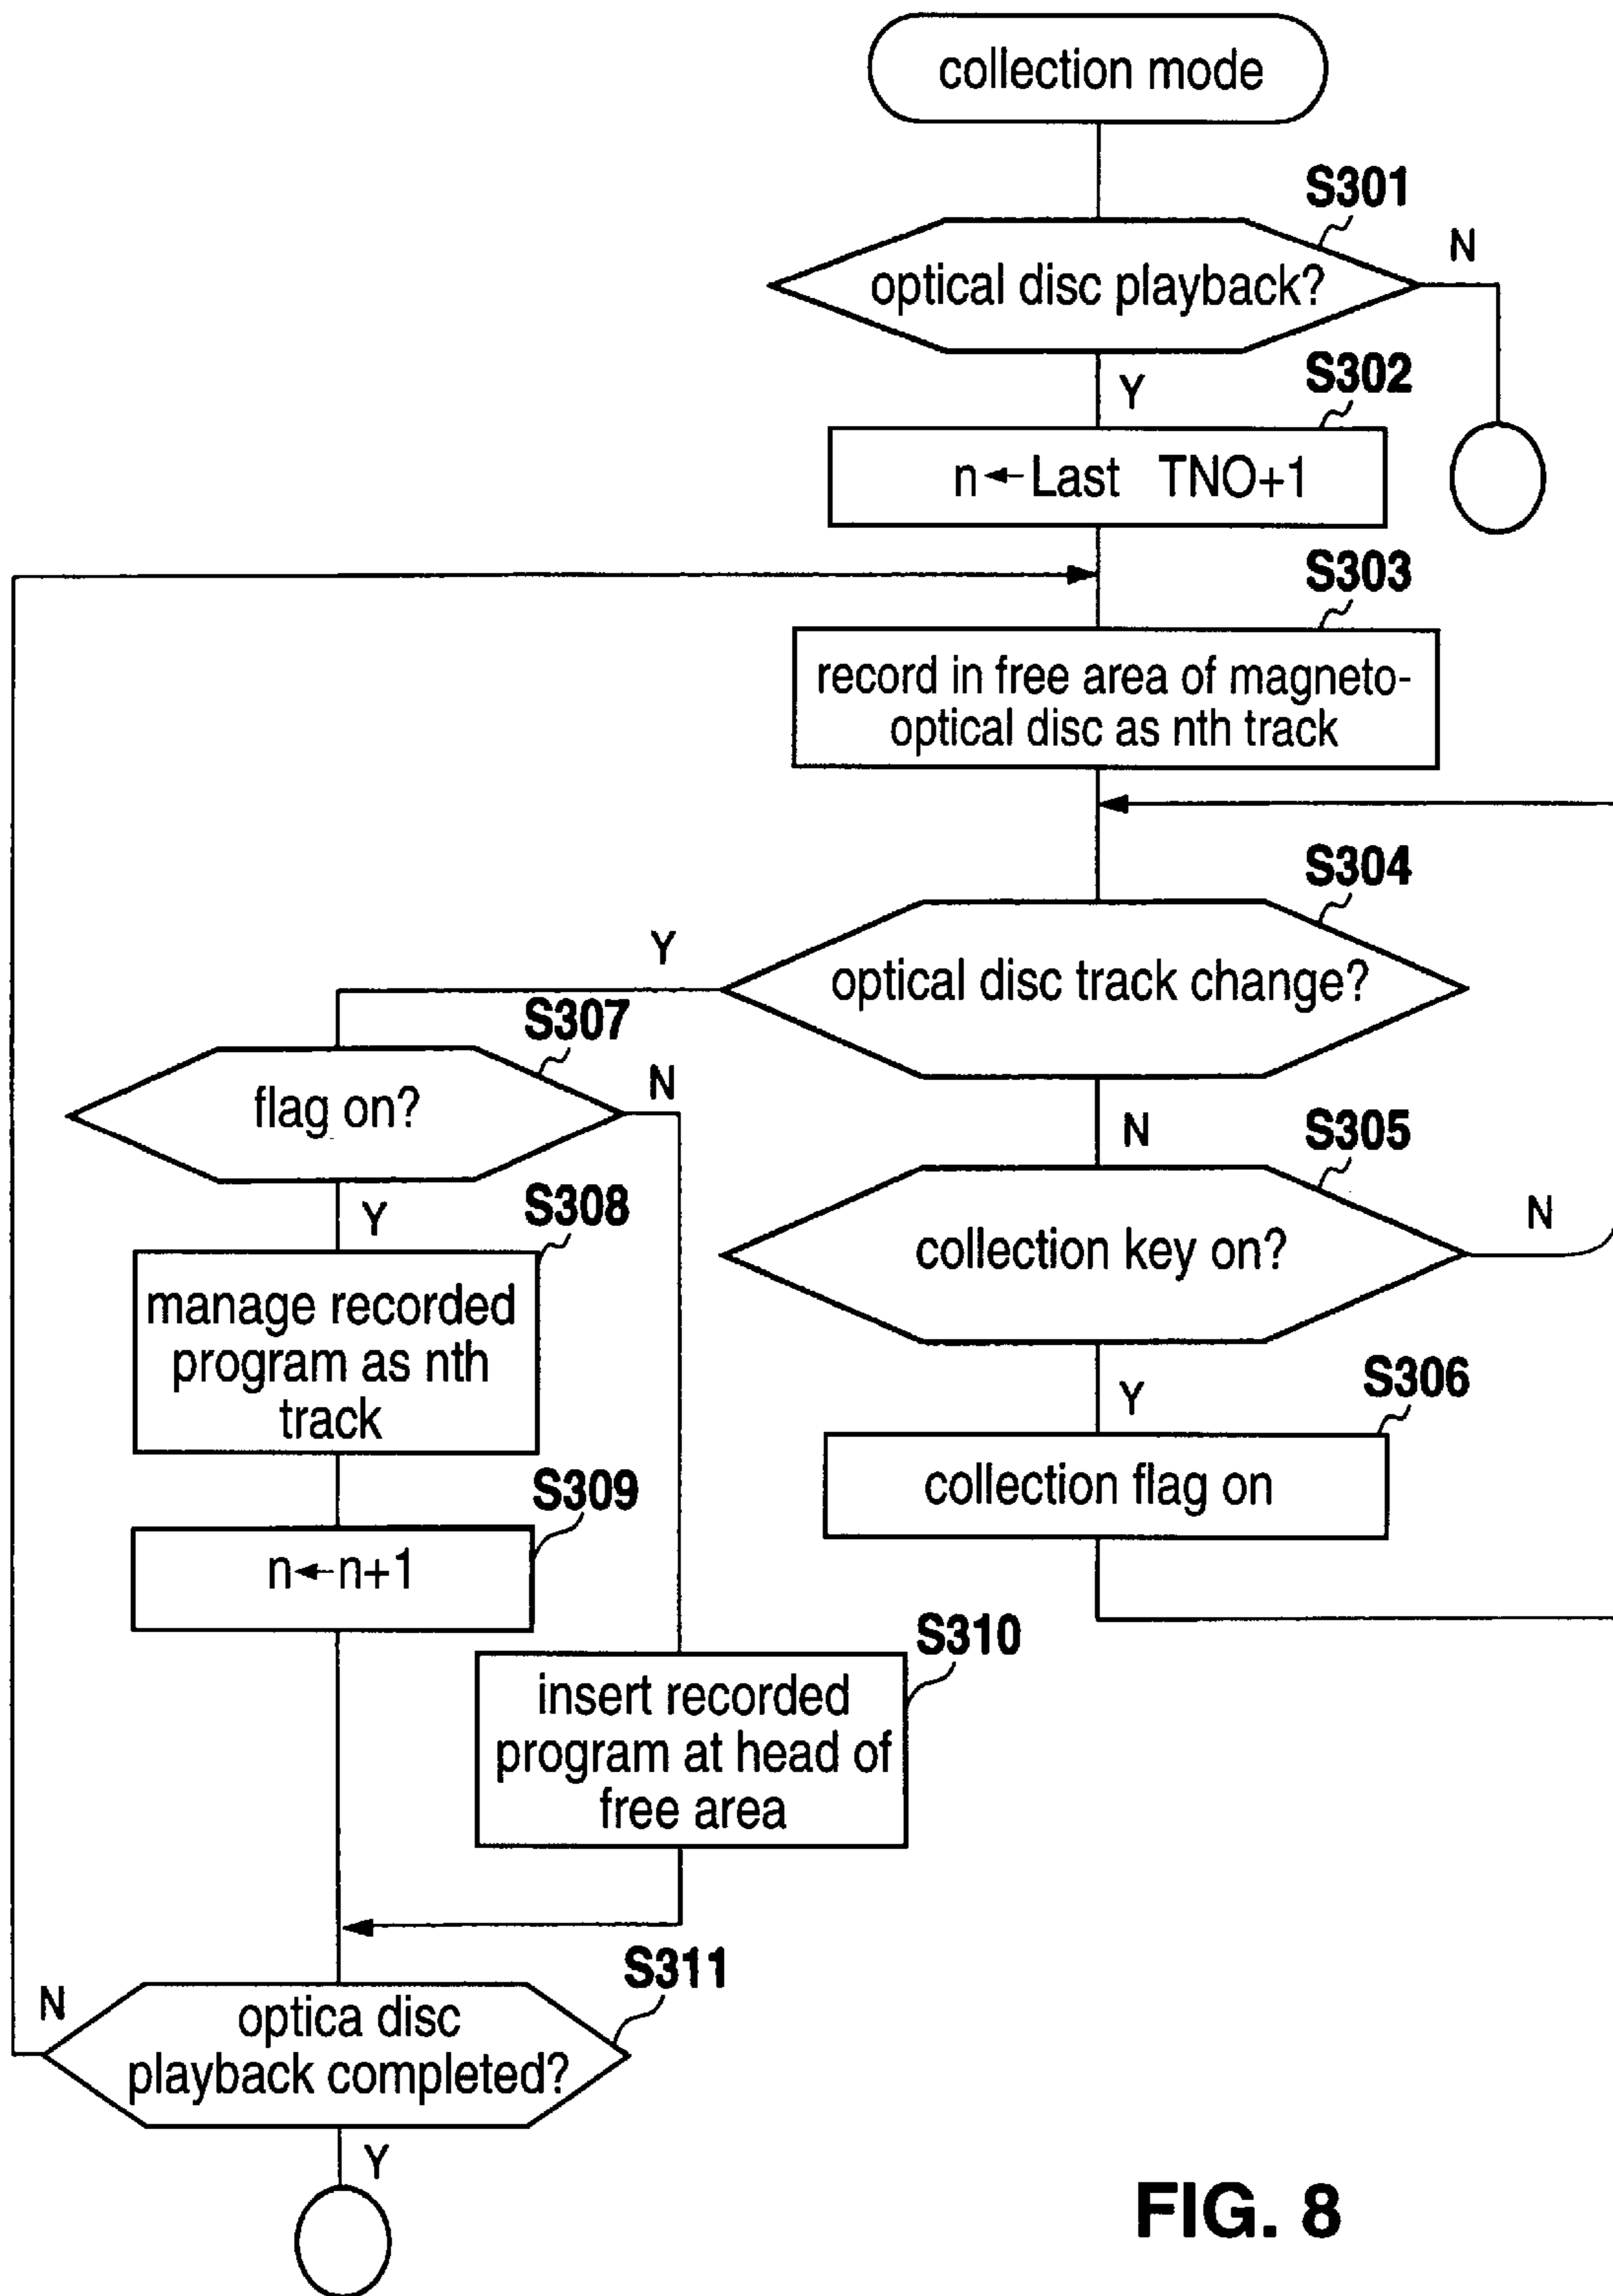 collection mode
S301
optical disc playback?
N
Y
S302
n←Last TNO+1
S303
record in free area of magneto-
optical disc as nth track
S304
optical disc track change?
Y
N
S305
collection key on?
N
Y
S306
collection flag on
S307
flag on?
N
Y
S308
manage recorded
program as nth
track
S309
n←n+1
S310
insert recorded
program at head of
free area
S311
optica disc
playback completed?
N
Y
FIG. 8